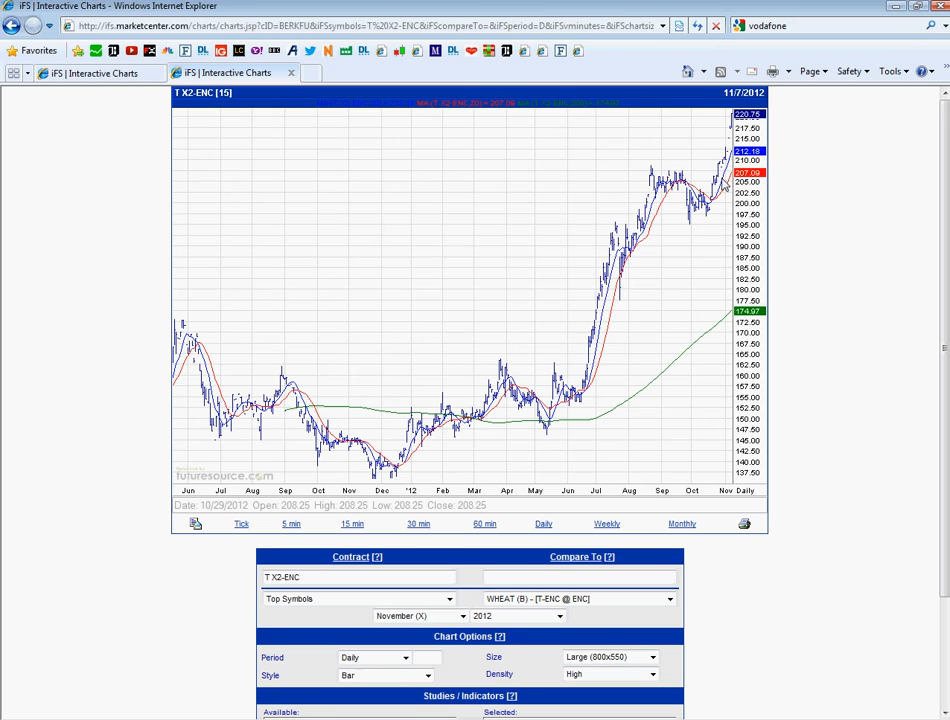 iFS | Interactive Charts - Windows Internet Explorer
http://ifs.marketcenter.com/charts/charts.jsp?cID=BERKFU&iFSsymbols=T%20X2-ENC&iFScompareTo=&iFSperiod=D&iFSvminutes=&iFSchartsiz
vodafone
Favorites
iFS | Interactive Charts
iFS | Interactive Charts
Page
Safety
Tools
T X2-ENC [15]
11/7/2012
220.75
217.50
215.00
212.18
210.00
207.09
205.00
202.50
200.00
197.50
195.00
192.50
190.00
187.50
185.00
182.50
180.00
177.50
174.97
172.50
170.00
167.50
165.00
162.50
160.00
157.50
155.00
152.50
150.00
147.50
145.00
142.50
140.00
137.50
futuresource.com
Jun Jul Aug Sep Oct Nov Dec '12 Feb Mar Apr May Jun Jul Aug Sep Oct Nov Daily
Date: 10/29/2012 Open: 208.25 High: 208.25 Low: 208.25 Close: 208.25
Tick 5 min 15 min 30 min 60 min Daily Weekly Monthly
Contract [?] Compare To [?]
T X2-ENC
Top Symbols WHEAT (B) - [T-ENC @ ENC]
November (X) 2012
Chart Options [?]
Period Daily Size Large (800x550)
Style Bar Density High
Studies / Indicators [?]
Available: Selected: